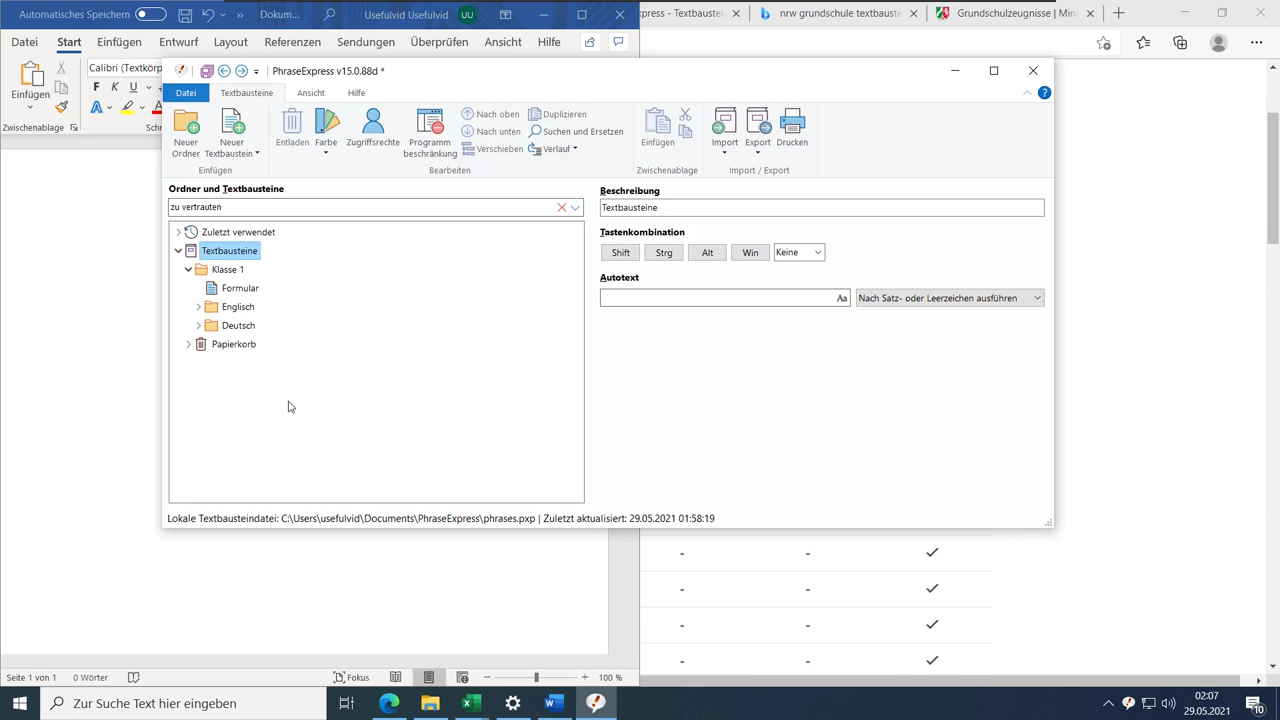 Automatisches Speichern
Dokum...
Usefulvid Usefulvid
UU
xpress - Textbaustei
nrw grundschule textbauste
Grundschulzeugnisse | Mini
Datei
Start
Einfügen
Entwurf
Layout
Referenzen
Sendungen
Überprüfen
Ansicht
Hilfe
Einfügen
Zwischenablage
Calibri (Textkörp
F
K
U
Schr
PhraseExpress v15.0.88d *
Datei
Textbausteine
Ansicht
Hilfe
Neuer Ordner
Neuer Textbaustein
Einfügen
Entladen
Farbe
Zugriffsrechte
Programm beschränkung
Nach oben
Nach unten
Verschieben
Duplizieren
Suchen und Ersetzen
Verlauf
Bearbeiten
Einfügen
Zwischenablage
Import
Export
Drucken
Import / Export
Ordner und Textbausteine
zu vertrauten
Zuletzt verwendet
Textbausteine
Klasse 1
Formular
Englisch
Deutsch
Papierkorb
Beschreibung
Textbausteine
Tastenkombination
Shift
Strg
Alt
Win
Keine
Autotext
Aa
Nach Satz- oder Leerzeichen ausführen
Lokale Textbausteindatei: C:\Users\usefulvid\Documents\PhraseExpress\phrases.pxp | Zuletzt aktualisiert: 29.05.2021 01:58:19
Seite 1 von 1
0 Wörter
Fokus
100 %
Zur Suche Text hier eingeben
02:07
29.05.2021
10